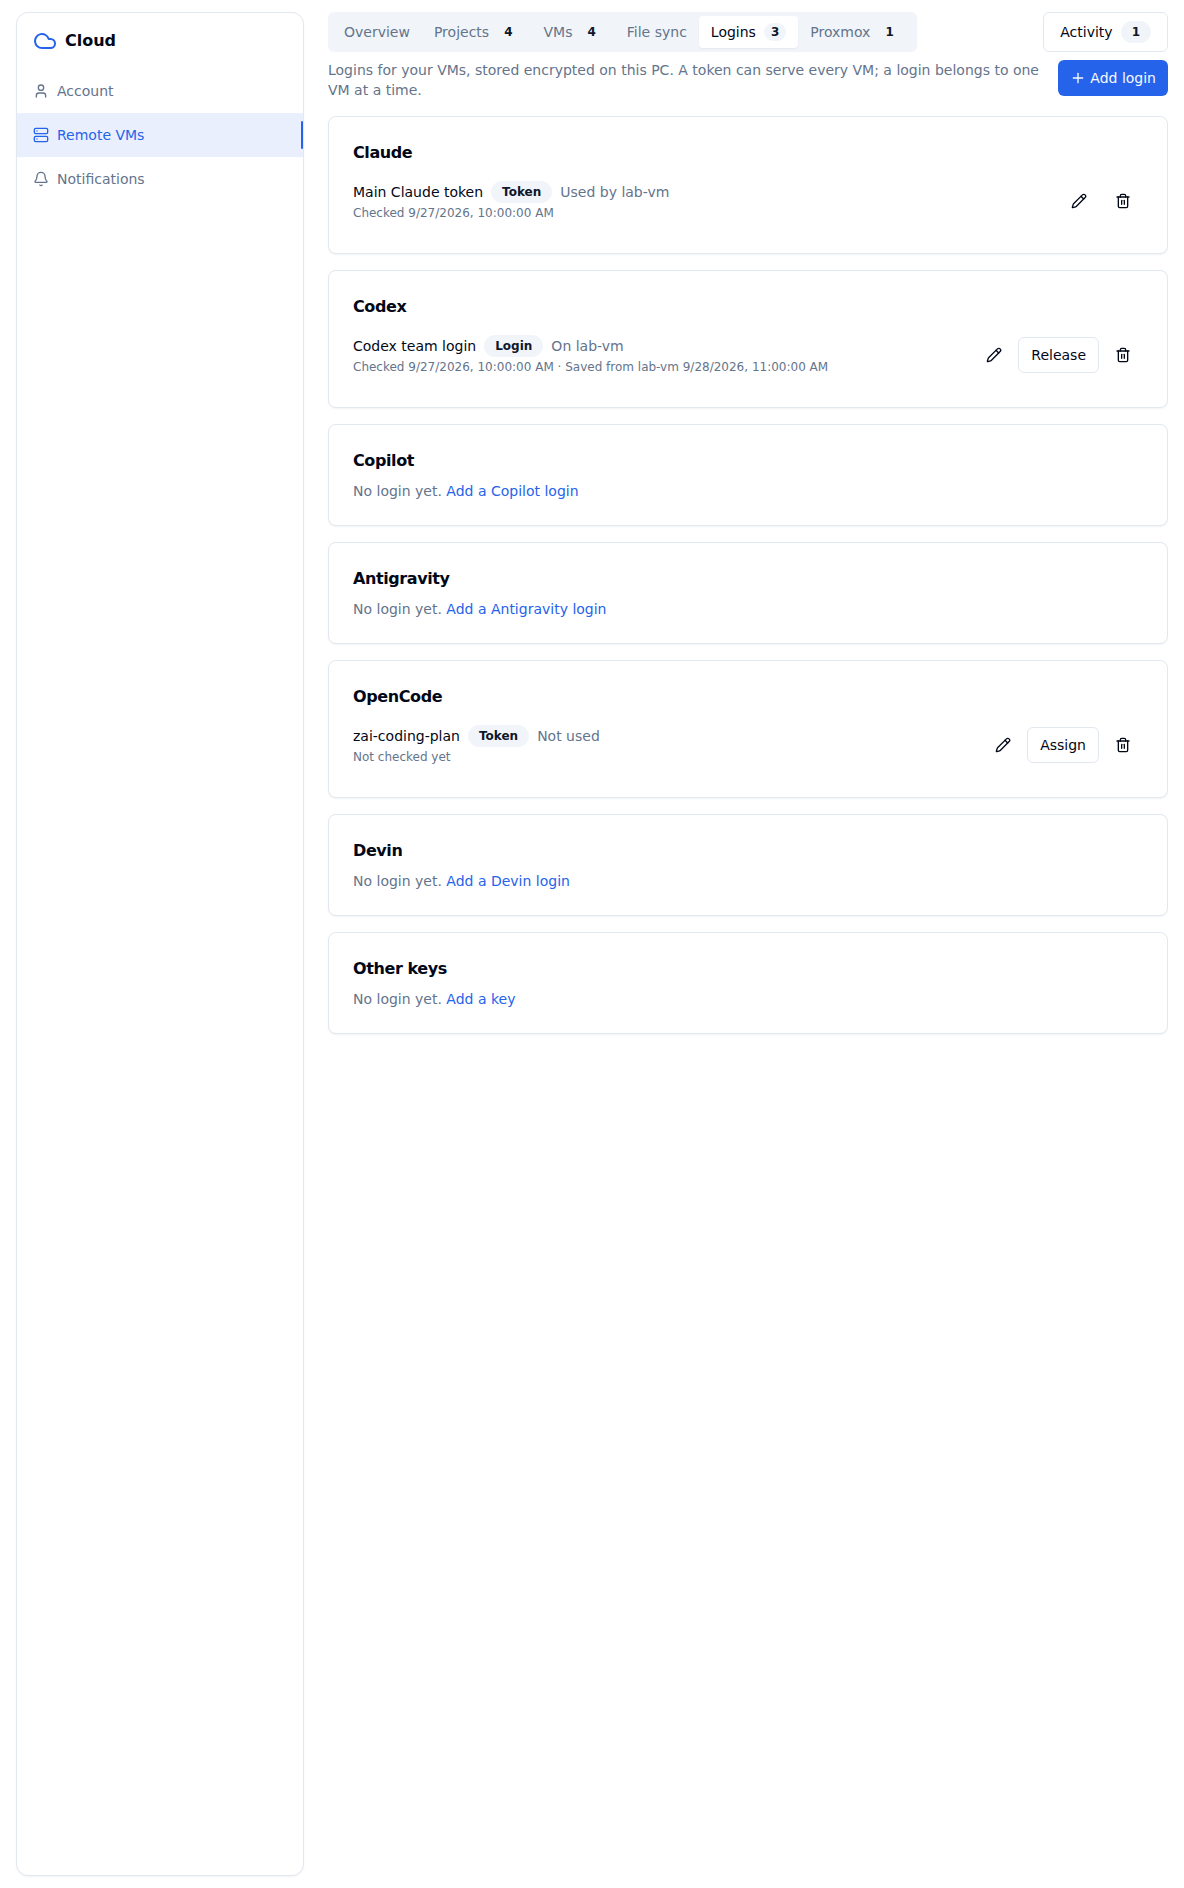 Cloud
Account
Remote VMs
Notifications
Overview Projects 4 VMs 4 File sync Logins 3 Proxmox 1 Activity 1
Logins for your VMs, stored encrypted on this PC. A token can serve every VM; a login belongs to one
VM at a time.
Add login
Claude
Main Claude token Token Used by lab-vm
Checked 9/27/2026, 10:00:00 AM
Codex
Codex team login Login On lab-vm
Checked 9/27/2026, 10:00:00 AM · Saved from lab-vm 9/28/2026, 11:00:00 AM
Release
Copilot
No login yet. Add a Copilot login
Antigravity
No login yet. Add a Antigravity login
OpenCode
zai-coding-plan Token Not used
Not checked yet
Assign
Devin
No login yet. Add a Devin login
Other keys
No login yet. Add a key